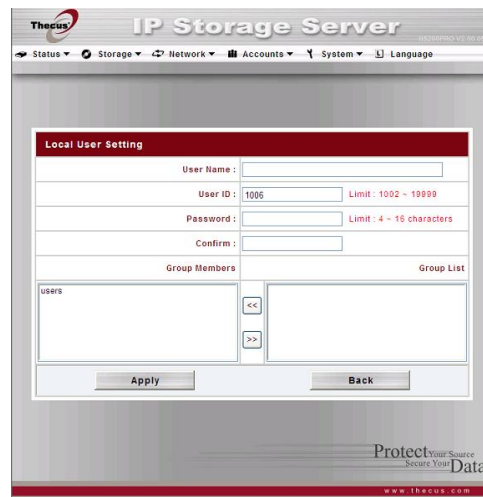 Thecus
IP Storage Server
Status Storage Network Accounts System Language
Local User Setting
User Name :
User ID : 1006 Limit : 1002 ~ 19999
Password : Limit : 4 ~ 16 characters
Confirm :
Group Members Group List
users
<<
>>
Apply Back
Protect Your Source
Secure Your Data
www.thecus.com